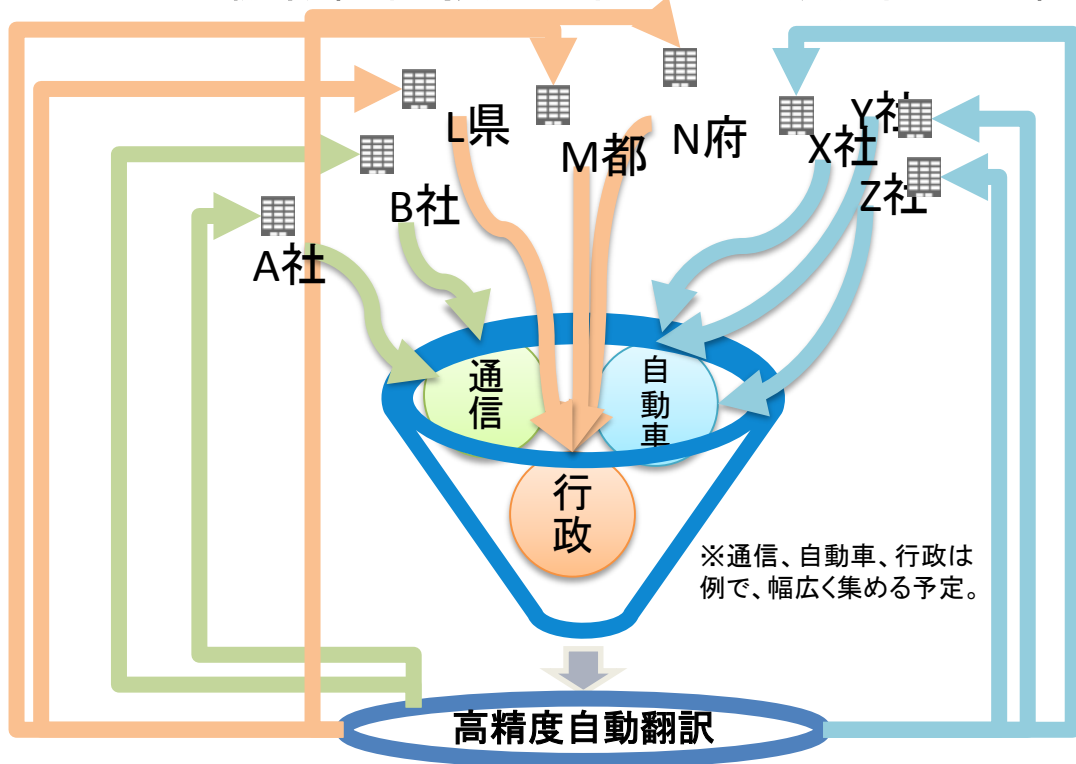 L県
M都
N府
X社
Y社
Z社
B社
A社
通信
自動車
行政
※通信、自動車、行政は
例で、幅広く集める予定。
高精度自動翻訳